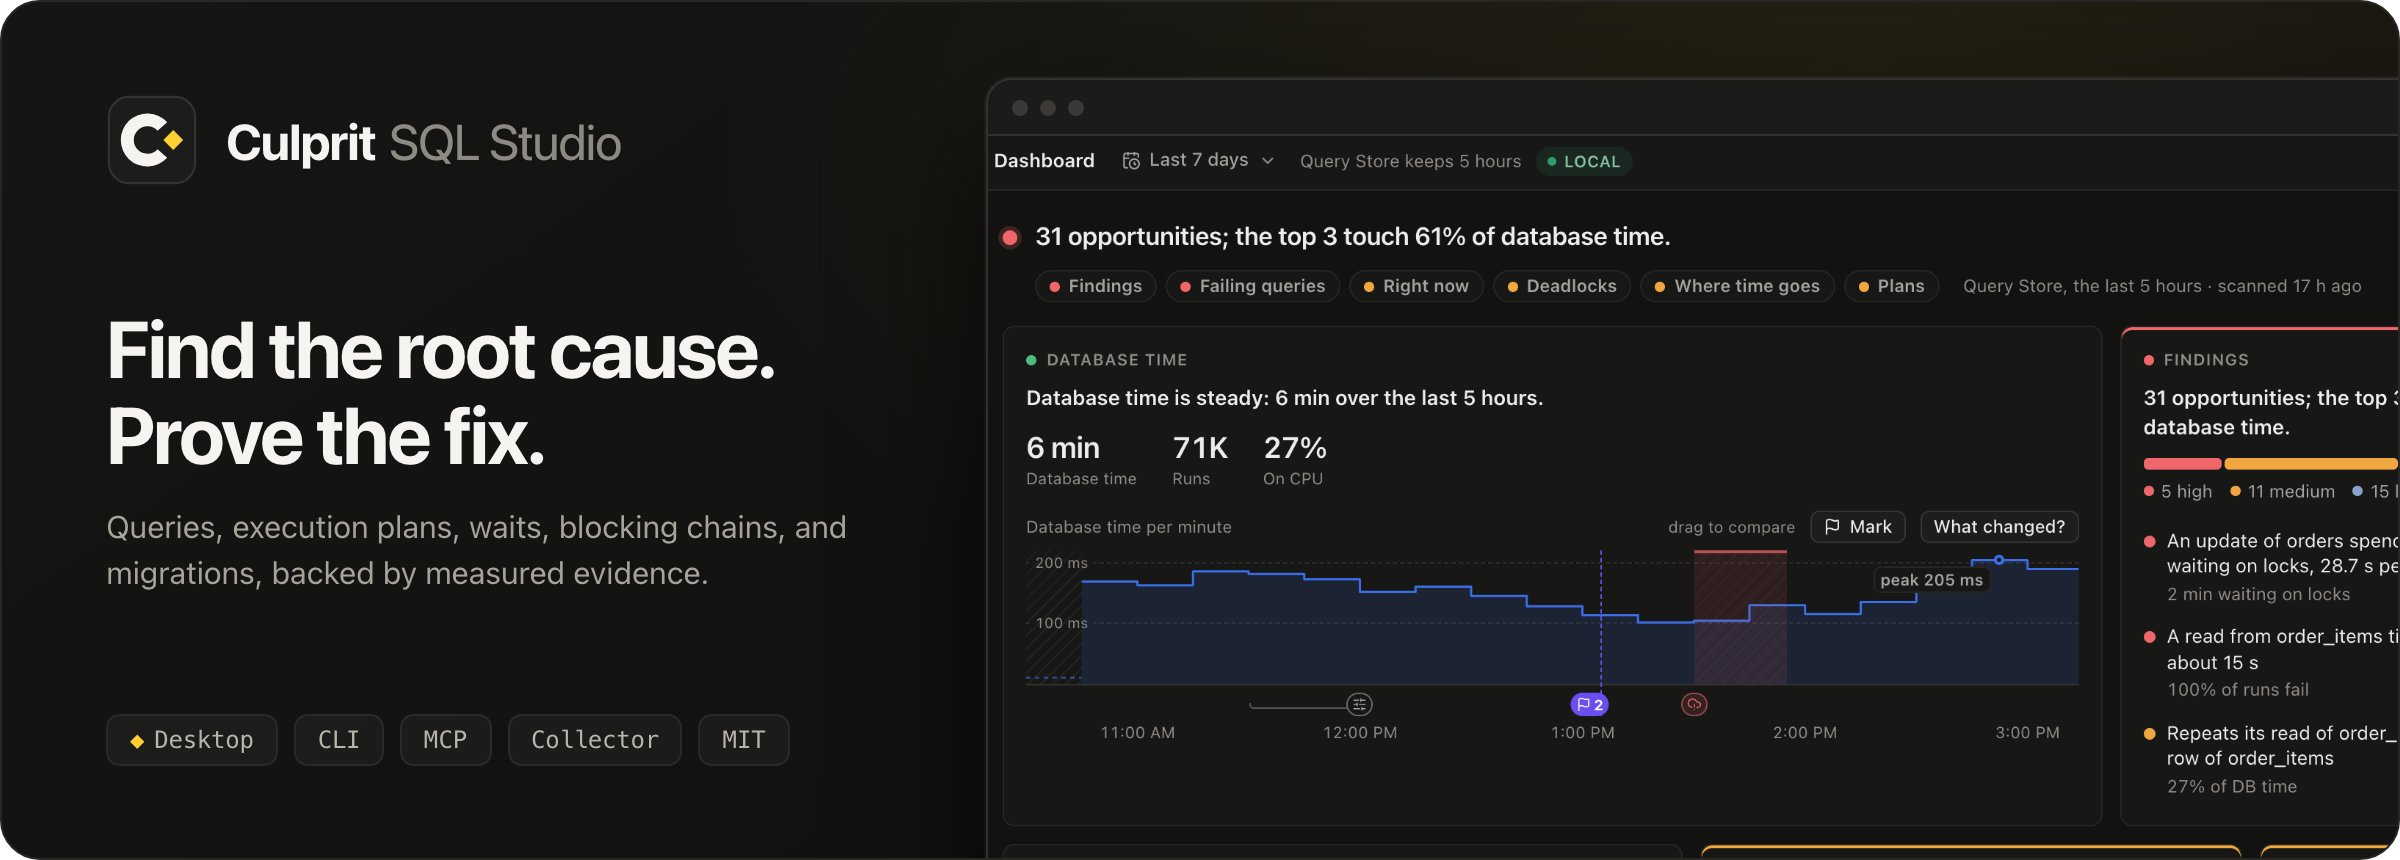 Culprit SQL Studio
Find the root cause.
Prove the fix.
Queries, execution plans, waits, blocking chains, and
migrations, backed by measured evidence.
Desktop
CLI
MCP
Collector
MIT
Dashboard
Last 7 days
Query Store keeps 5 hours
LOCAL
31 opportunities; the top 3 touch 61% of database time.
Findings
Failing queries
Right now
Deadlocks
Where time goes
Plans
Query Store, the last 5 hours · scanned 17 h ago
DATABASE TIME
Database time is steady: 6 min over the last 5 hours.
6 min
Database time
71K
Runs
27%
On CPU
Database time per minute
drag to compare
Mark
What changed?
200 ms
100 ms
peak 205 ms
2
11:00 AM
12:00 PM
1:00 PM
2:00 PM
3:00 PM
FINDINGS
31 opportunities; the top
database time.
5 high
11 medium
15
An update of orders
waiting on locks, 28.7 s
2 min waiting on locks
A read from order_items
about 15 s
100% of runs fail
Repeats its read of
row of order_items
27% of DB time